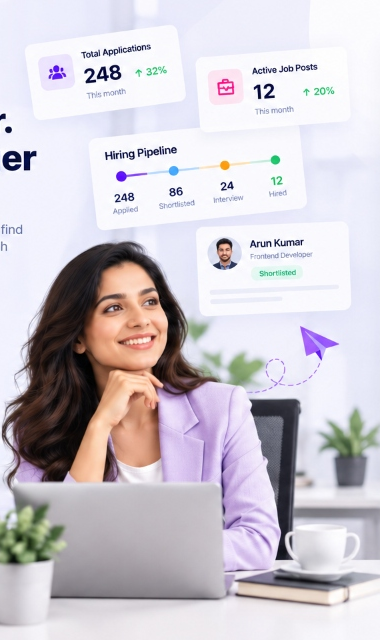 Total Applications
248
↑ 32%
This month
Active Job Posts
12
↑ 20%
This month
r.
er
find
h
Hiring Pipeline
248
86
24
12
Applied
Shortlisted
Interview
Hired
Arun Kumar
Frontend Developer
Shortlisted